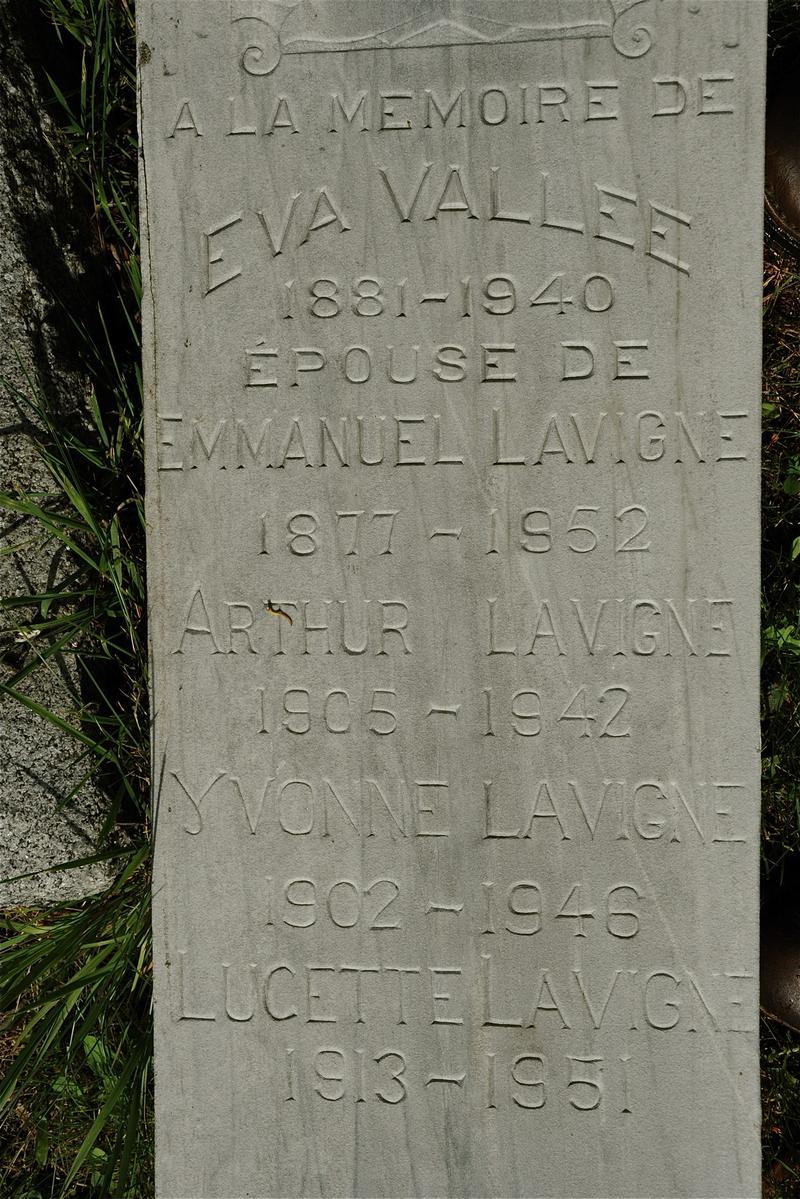 A LA MEMOIRE DE
EVA VALLEE
1881-1940
ÉPOUSE DE
EMMANUEL LAVIGNE
1877-1952
ARTHUR LAVIGNE
1905-1942
YVONNE LAVIGNE
1902-1946
LUCETTE LAVIGNE
1913-1951